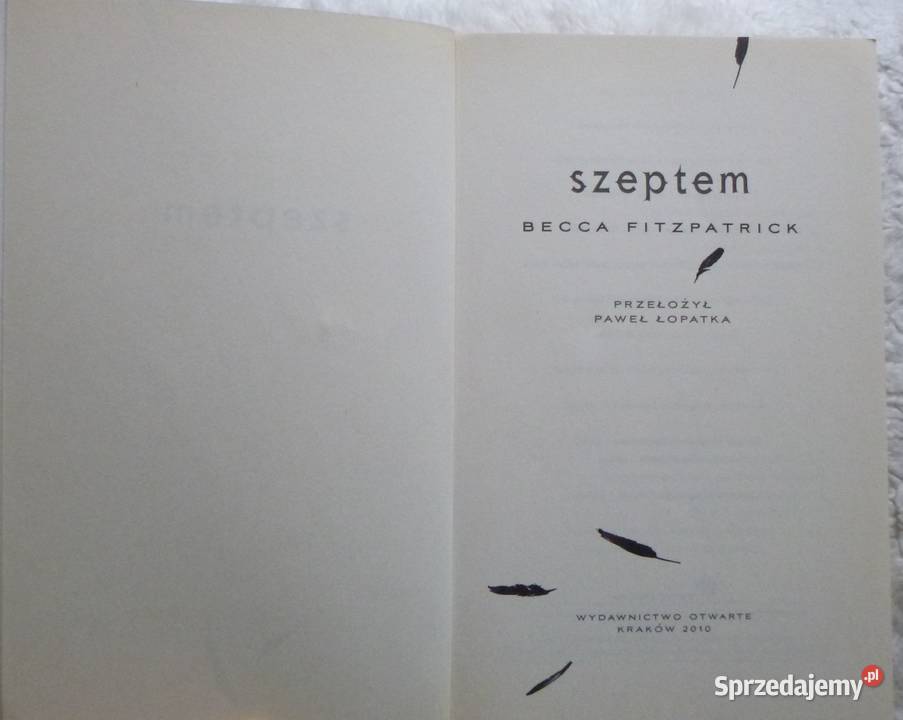 szeptem
BECCA FITZPATRICK
PRZEŁOŻYŁ
PAWEŁ ŁOPATKA
WYDAWNICTWO OTWARTE
KRAKÓW 2010
Sprzedajemy.pl